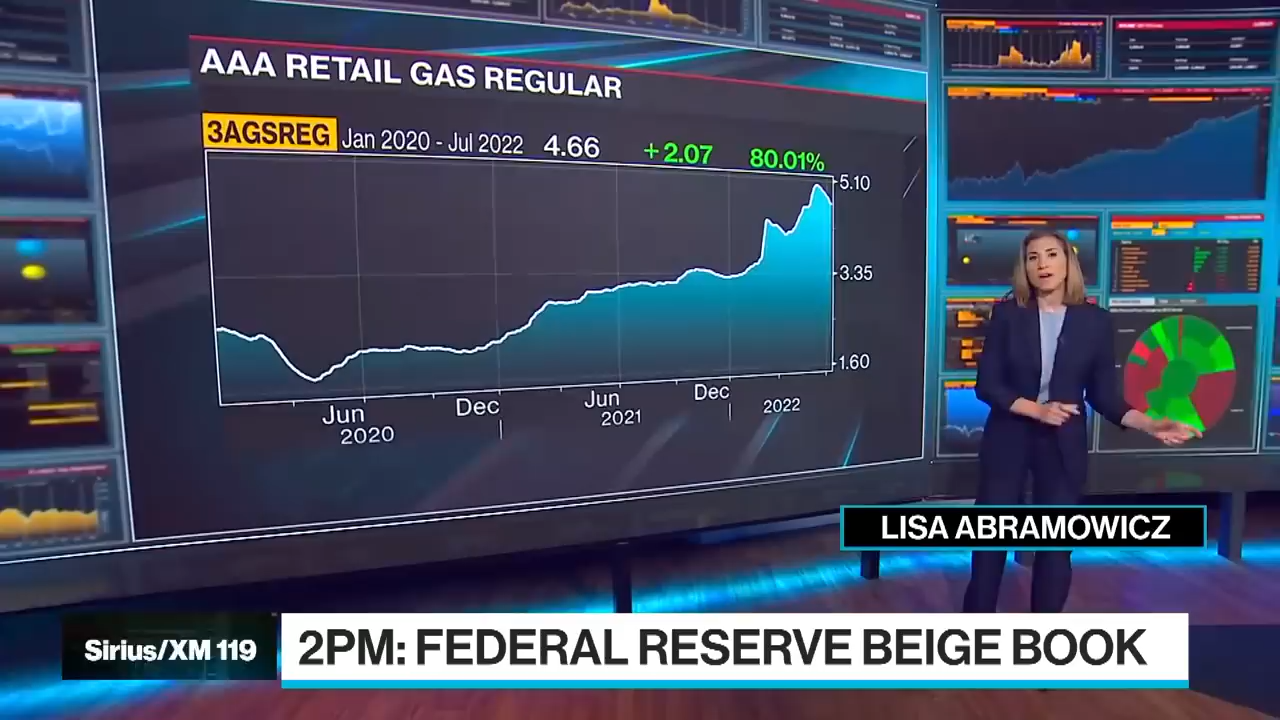 AAA RETAIL GAS REGULAR
3AGSREG Jan 2020 - Jul 2022 4.66 +2.07 80.01%
5.10
3.35
1.60
Jun Dec Jun Dec
2020 2021 2022
LISA ABRAMOWICZ
Sirius/XM 119 2PM: FEDERAL RESERVE BEIGE BOOK